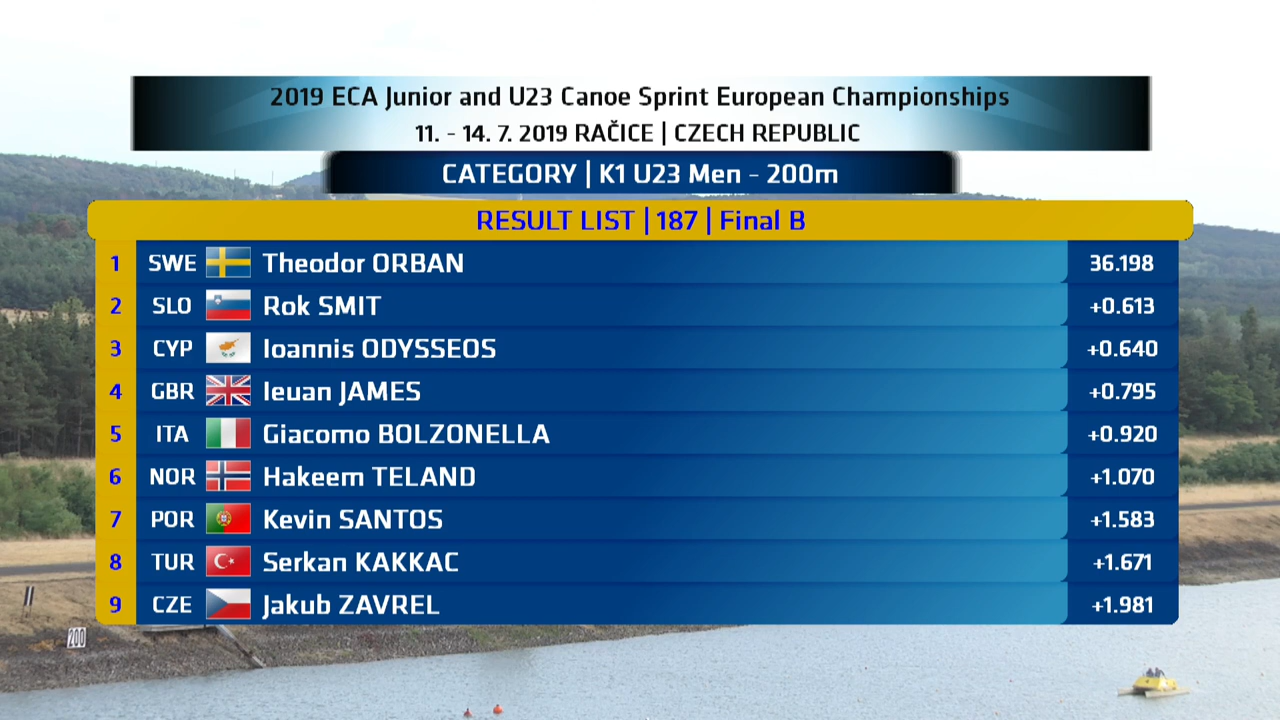 2019 ECA Junior and U23 Canoe Sprint European Championships
11. - 14. 7. 2019 RAČICE | CZECH REPUBLIC
CATEGORY | K1 U23 Men - 200m
RESULT LIST | 187 | Final B
1 SWE Theodor ORBAN 36.198
2 SLO Rok SMIT +0.613
3 CYP Ioannis ODYSSEOS +0.640
4 GBR Ieuan JAMES +0.795
5 ITA Giacomo BOLZONELLA +0.920
6 NOR Hakeem TELAND +1.070
7 POR Kevin SANTOS +1.583
8 TUR Serkan KAKKAC +1.671
9 CZE Jakub ZAVREL +1.981
200